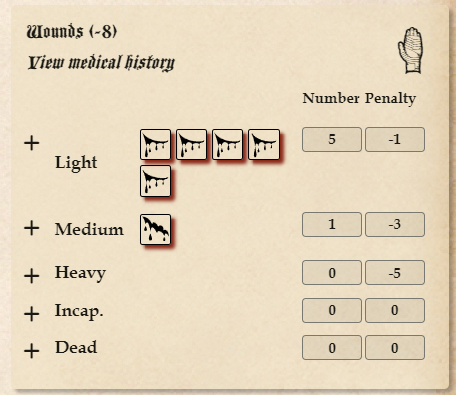 Wounds (-8)
View medical history
Number Penalty
+ Light 5 -1
+ Medium 1 -3
+ Heavy 0 -5
+ Incap. 0 0
+ Dead 0 0